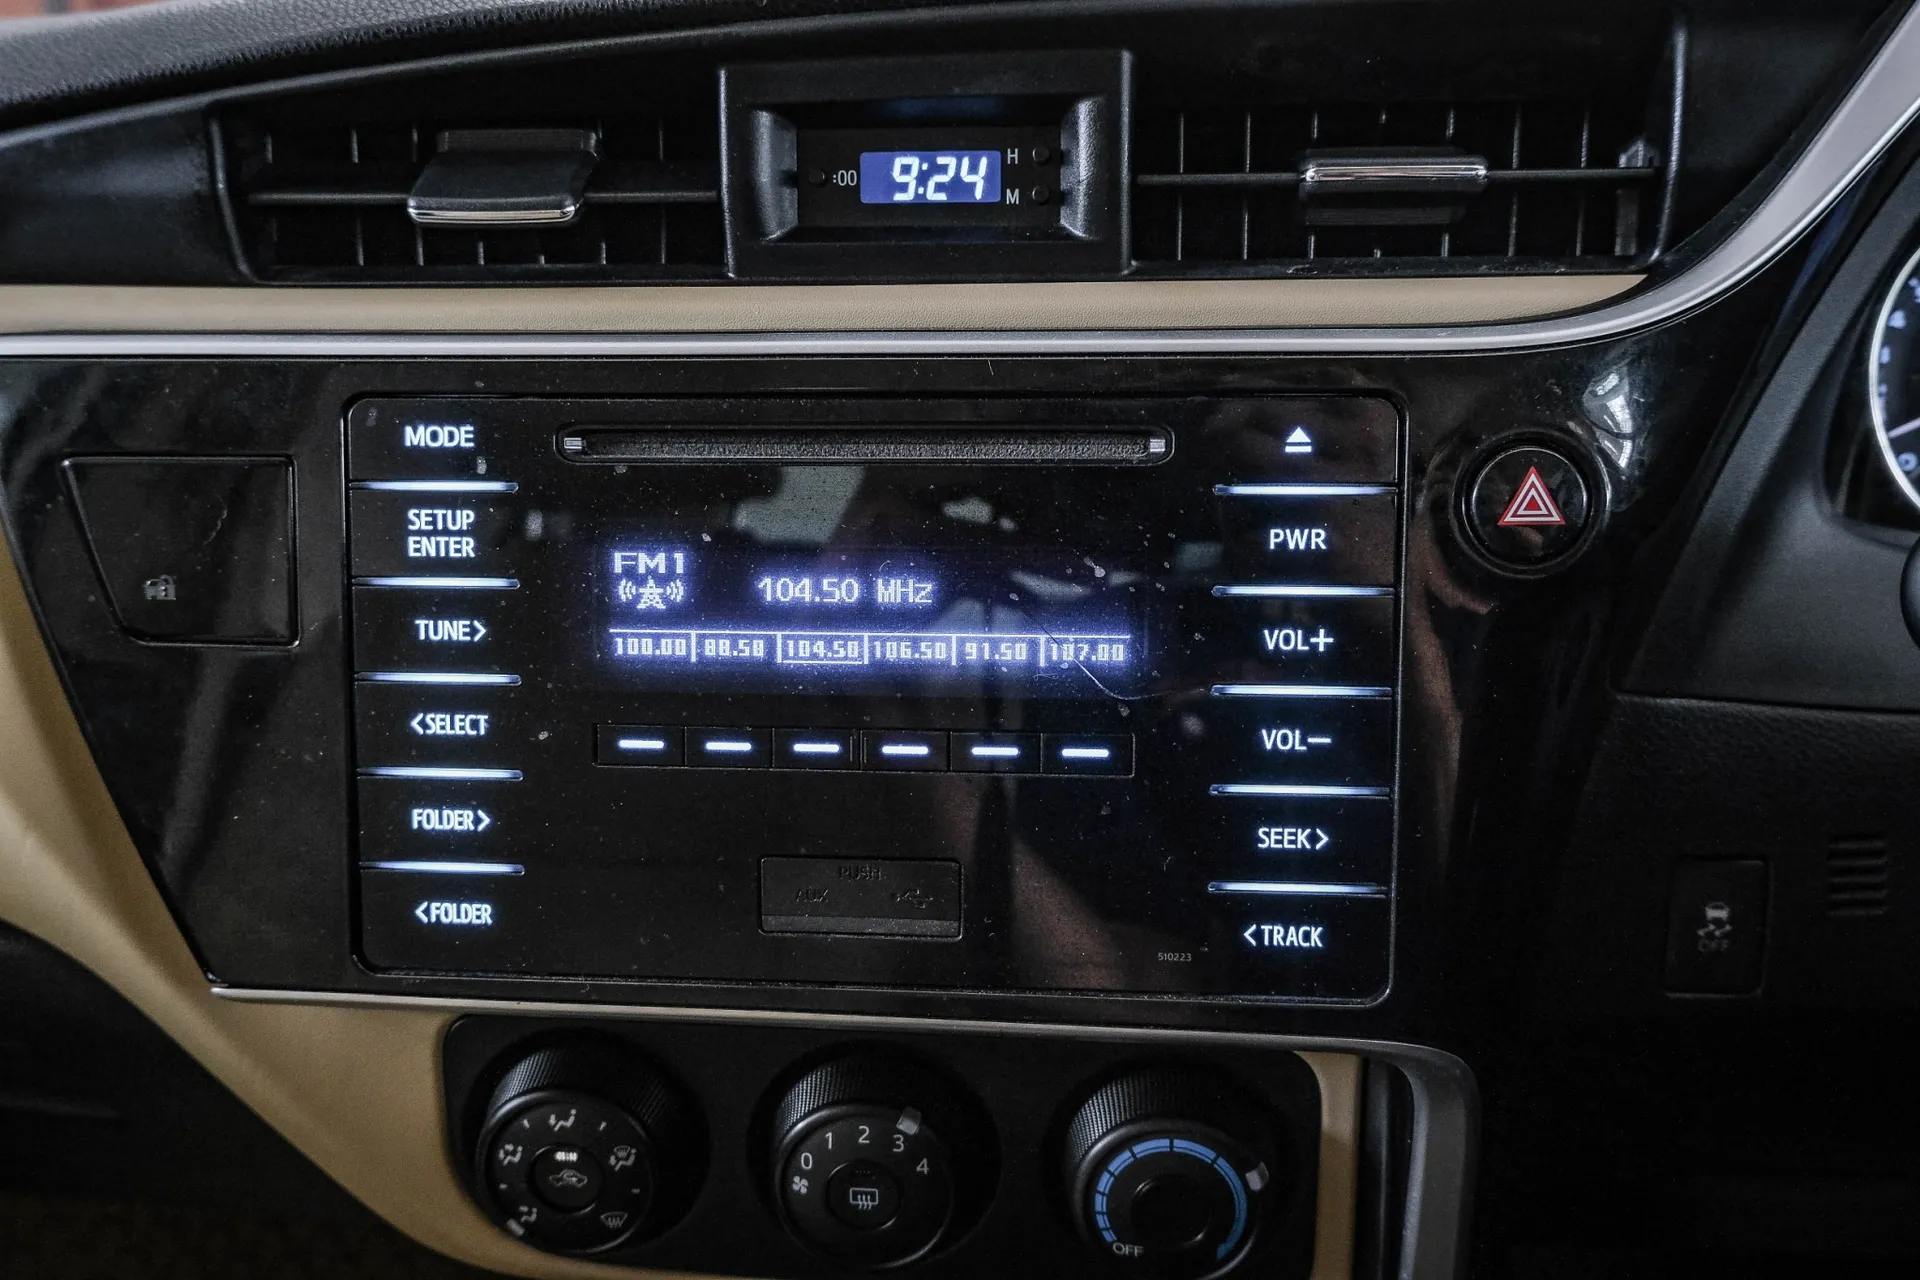 :00 9:24 H
M
MODE
SETUP
ENTER
TUNE>
<SELECT
FOLDER>
<FOLDER
FM1
104.50 MHz
100.00 88.50 104.50 106.50 91.50 107.00
PUSH
AUX
PWR
VOL+
VOL-
SEEK>
<TRACK
510223
OFF
0 1 2 3 4
OFF